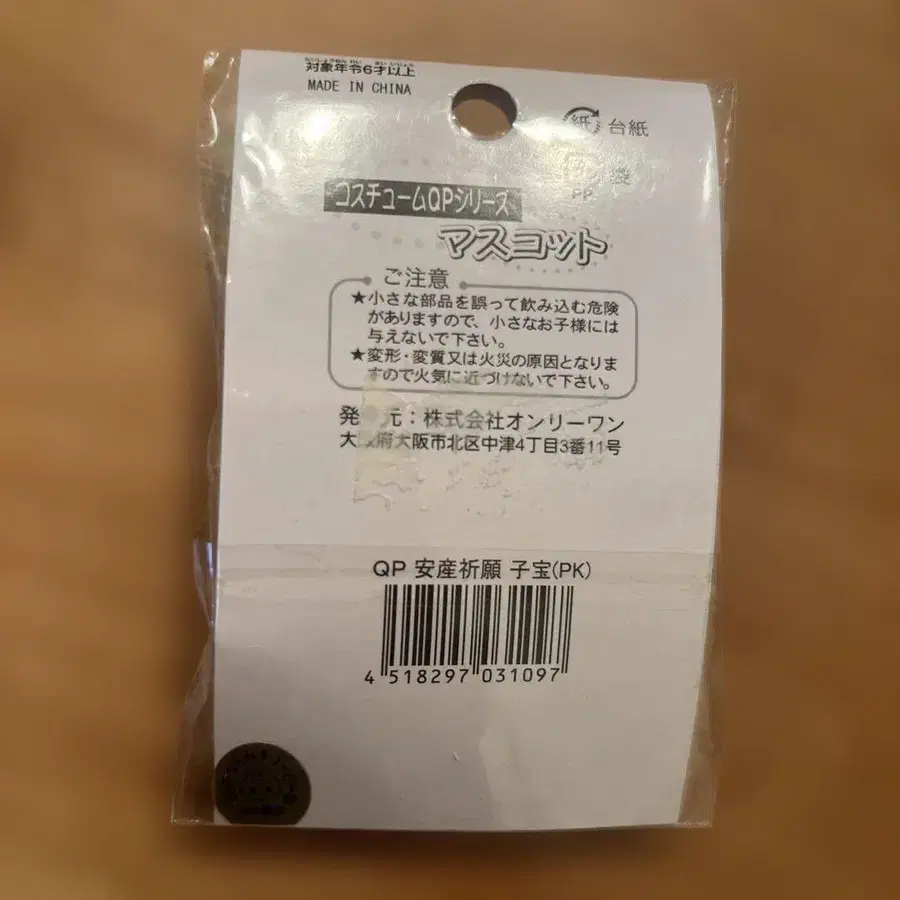 対象年令6才以上
MADE IN CHINA
紙 台紙
袋
PP
コスチュームQPシリーズ
マスコット
ご注意
★小さな部品を誤って飲み込む危険
がありますので、小さなお子様には
与えないで下さい。
★変形・変質又は火災の原因となりま
すので火気に近づけないで下さい。
発 元:株式会社オンリーワン
大 府大阪市北区中津4丁目3番11号
QP 安産祈願 子宝(PK)
4 518297 031097